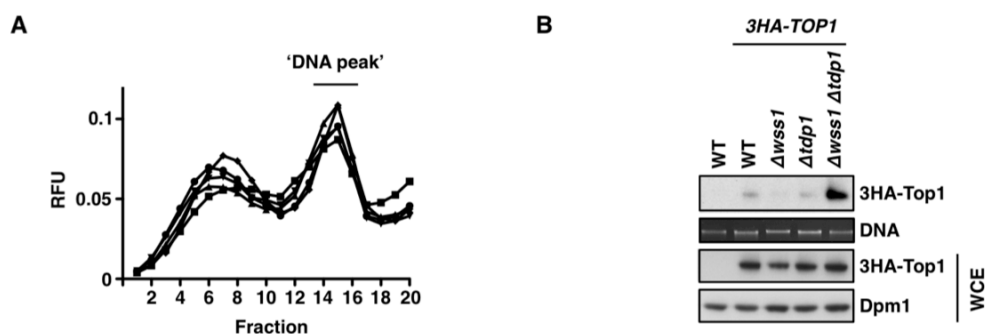 A
'DNA peak'
0.1
0.05
0
RFU
2 4 6 8 10 12 14 16 18 20
Fraction
B
3HA-TOP1
WT
WT
Δwss1
Δtdp1
Δwss1 Δtdp1
3HA-Top1
DNA
3HA-Top1
Dpm1
WCE